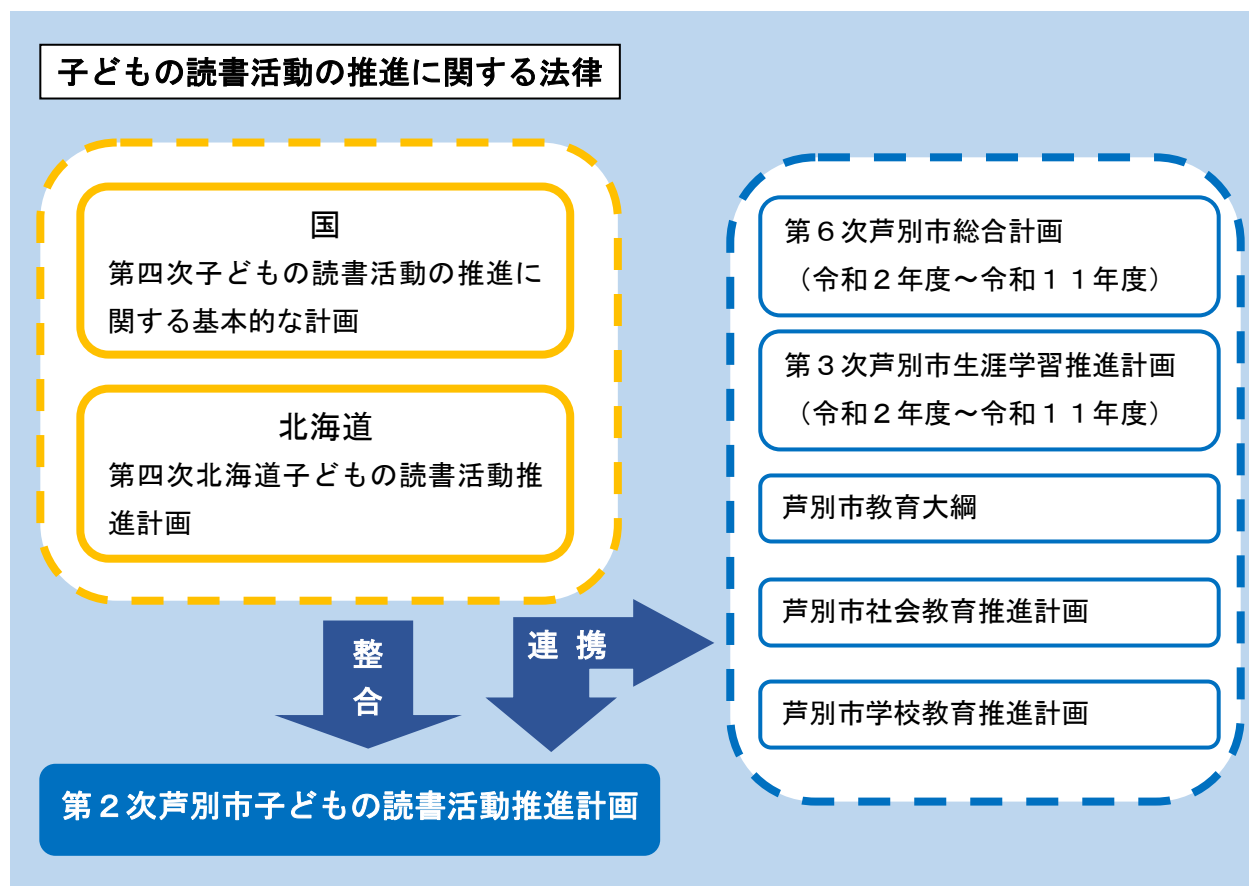 子どもの読書活動の推進に関する法律
国
第四次子どもの読書活動の推進に
関する基本的な計画
北海道
第四次北海道子どもの読書活動推
進計画
整
合
連 携
第２次芦別市子どもの読書活動推進計画
第６次芦別市総合計画
（令和２年度～令和１１年度）
第３次芦別市生涯学習推進計画
（令和２年度～令和１１年度）
芦別市教育大綱
芦別市社会教育推進計画
芦別市学校教育推進計画